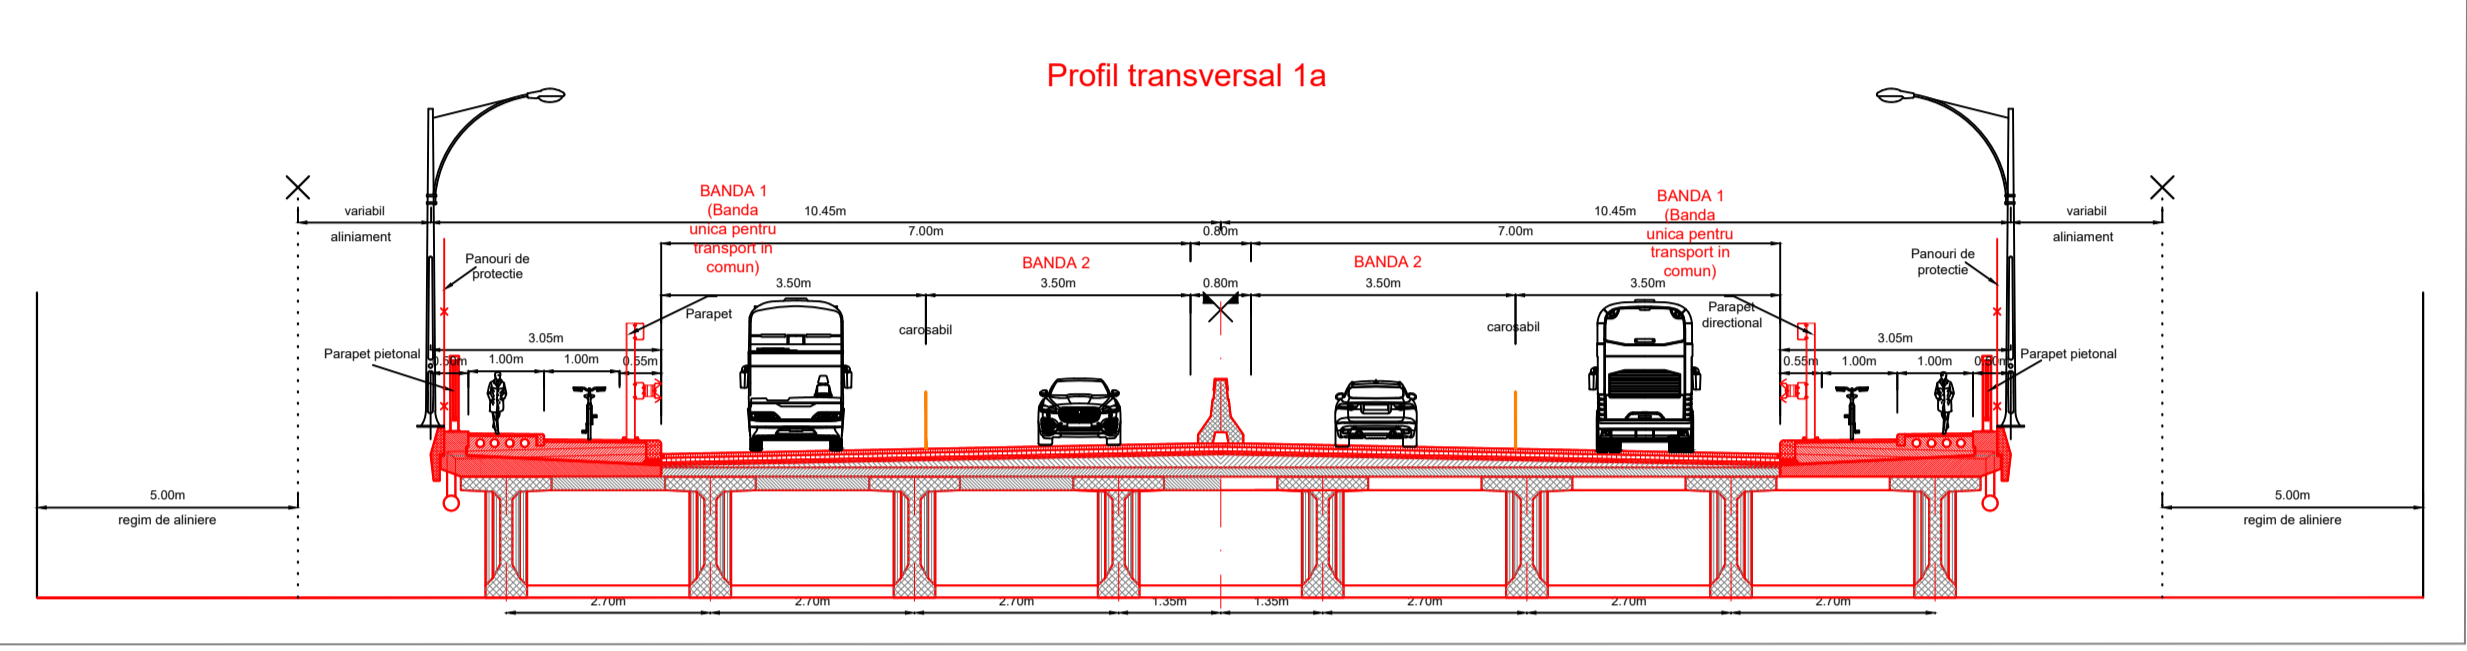 Profil transversal 1a
BANDA 1
(Banda
unica pentru
transport in
comun)
BANDA 1
(Banda
unica pentru
transport in
comun)
variabil
10.45m
10.45m
variabil
aliniament
7.00m
0.80m
7.00m
aliniament
Panouri de
protectie
BANDA 2
BANDA 2
Panouri de
protectie
3.50m
3.50m
0.80m
3.50m
3.50m
Parapet
carosabil
carosabil
Parapet
directional
3.05m
3.05m
Parapet pietonal
0.50m
1.00m
1.00m
0.55m
0.55m
1.00m
1.00m
0.50m
Parapet pietonal
5.00m
regim de aliniere
5.00m
regim de aliniere
2.70m
2.70m
2.70m
1.35m
1.35m
2.70m
2.70m
2.70m